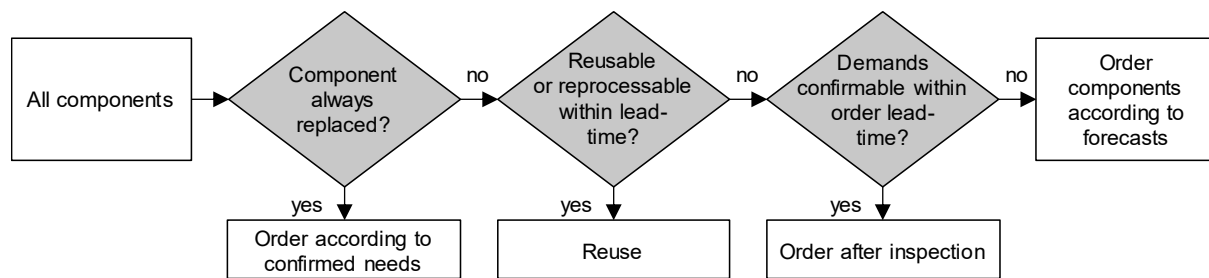 All components
Component
always
replaced?
no
Reusable
or reprocessable
within lead-
time?
no
Demands
confirmable within
order lead-
time?
no
Order
components
according to
forecasts
yes
yes
yes
Order according to
confirmed needs
Reuse
Order after inspection